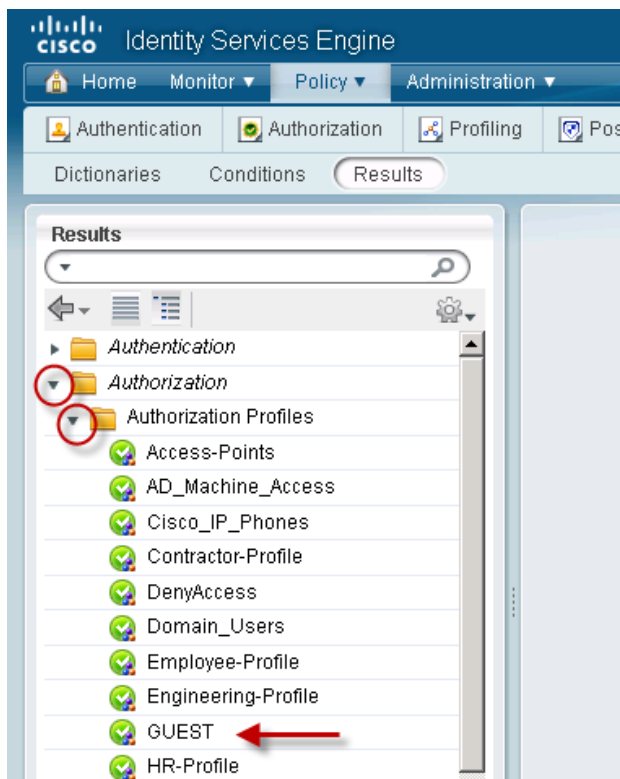 CISCO Identity Services Engine
Home Monitor Policy Administration
Authentication Authorization Profiling Pos
Dictionaries Conditions Results
Results
Authentication
Authorization
Authorization Profiles
Access-Points
AD_Machine_Access
Cisco_IP_Phones
Contractor-Profile
DenyAccess
Domain_Users
Employee-Profile
Engineering-Profile
GUEST
HR-Profile